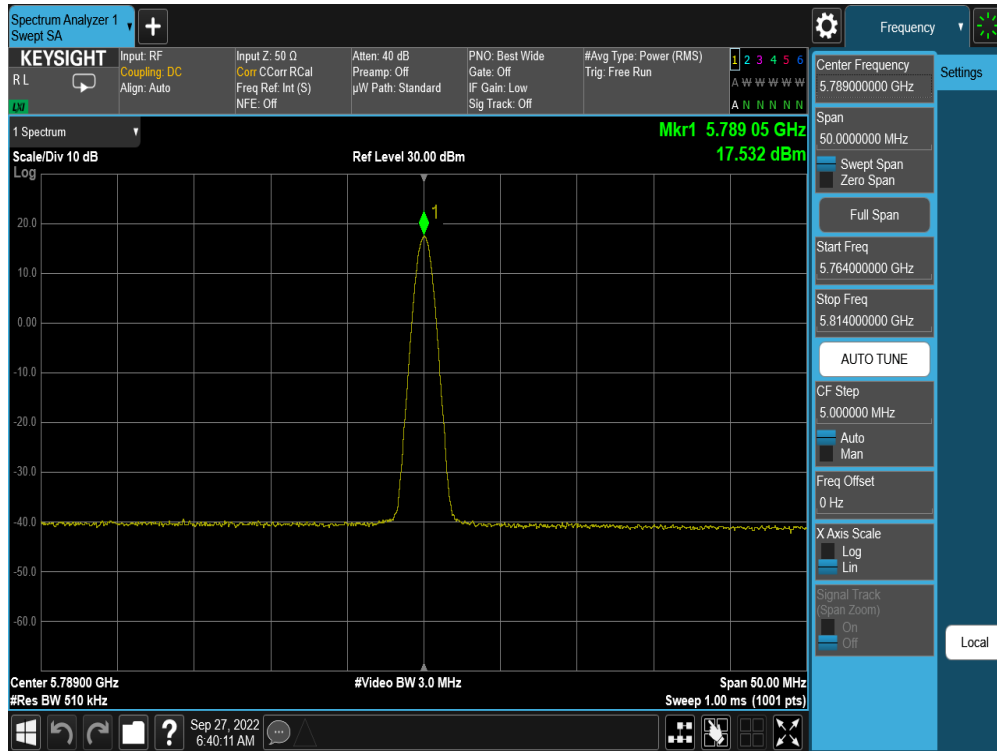 Spectrum Analyzer 1
Swept SA
+
Frequency
KEYSIGHT
R L
LXI
Input: RF
Coupling: DC
Align: Auto
Input Z: 50 Ω
Corr CCorr RCal
Freq Ref: Int (S)
NFE: Off
Atten: 40 dB
Preamp: Off
µW Path: Standard
PNO: Best Wide
Gate: Off
IF Gain: Low
Sig Track: Off
#Avg Type: Power (RMS)
Trig: Free Run
1 2 3 4 5 6
A W W W W W
A N N N N N
1 Spectrum
Scale/Div 10 dB
Log
Ref Level 30.00 dBm
Mkr1 5.789 05 GHz
17.532 dBm
1
20.0
10.0
0.00
-10.0
-20.0
-30.0
-40.0
-50.0
-60.0
Center 5.78900 GHz
#Res BW 510 kHz
#Video BW 3.0 MHz
Span 50.00 MHz
Sweep 1.00 ms (1001 pts)
Center Frequency
5.789000000 GHz
Settings
Span
50.0000000 MHz
Swept Span
Zero Span
Full Span
Start Freq
5.764000000 GHz
Stop Freq
5.814000000 GHz
AUTO TUNE
CF Step
5.000000 MHz
Auto
Man
Freq Offset
0 Hz
X Axis Scale
Log
Lin
Signal Track
(Span Zoom)
On
Off
Local
?
Sep 27, 2022
6:40:11 AM